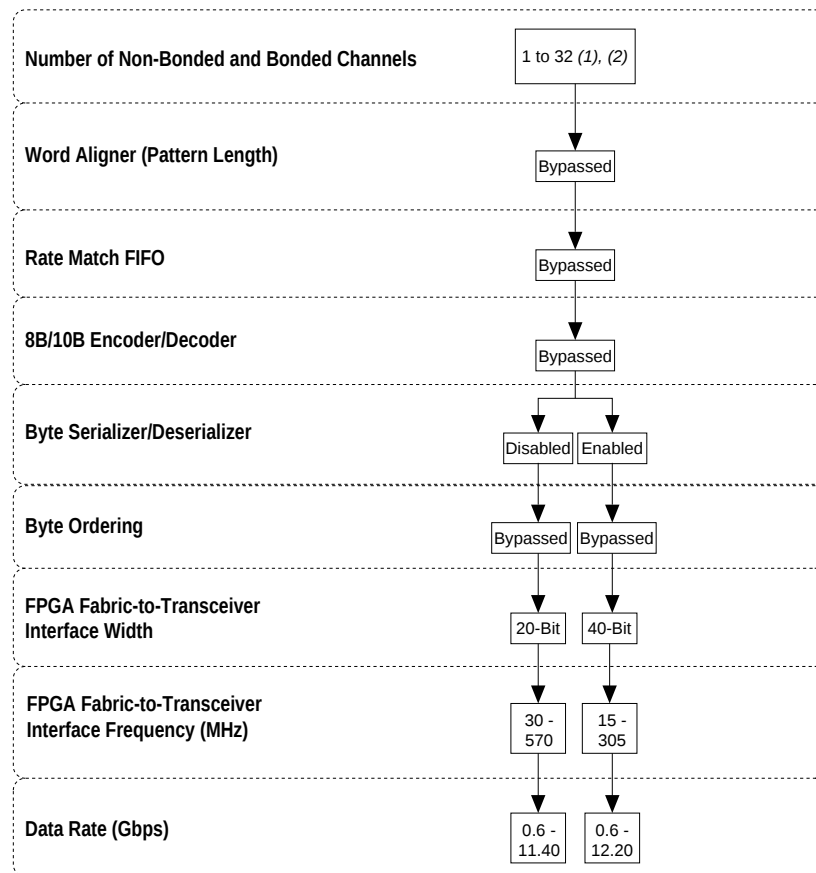 Number of Non-Bonded and Bonded Channels
1 to 32 (1), (2)
Word Aligner (Pattern Length)
Bypassed
Rate Match FIFO
Bypassed
8B/10B Encoder/Decoder
Bypassed
Byte Serializer/Deserializer
Disabled
Enabled
Byte Ordering
Bypassed
Bypassed
FPGA Fabric-to-Transceiver
Interface Width
20-Bit
40-Bit
FPGA Fabric-to-Transceiver
Interface Frequency (MHz)
30 -
570
15 -
305
Data Rate (Gbps)
0.6 -
11.40
0.6 -
12.20